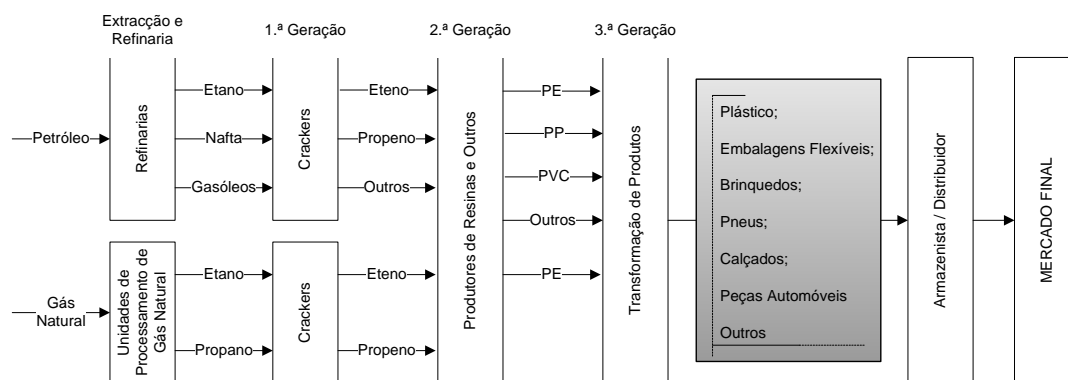 Extracção e
Refinaria
1.ª Geração
2.ª Geração
3.ª Geração
Petróleo
Refinarias
Etano
Nafta
Gasóleos
Crackers
Eteno
Propeno
Outros
Gás
Natural
Unidades de
Processamento de
Gás Natural
Etano
Propano
Crackers
Eteno
Propeno
Produtores de Resinas e Outros
PE
PP
PVC
Outros
PE
Transformação de Produtos
Plástico;
Embalagens Flexíveis;
Brinquedos;
Pneus;
Calçados;
Peças Automóveis
Outros
Armazenista / Distribuidor
MERCADO FINAL